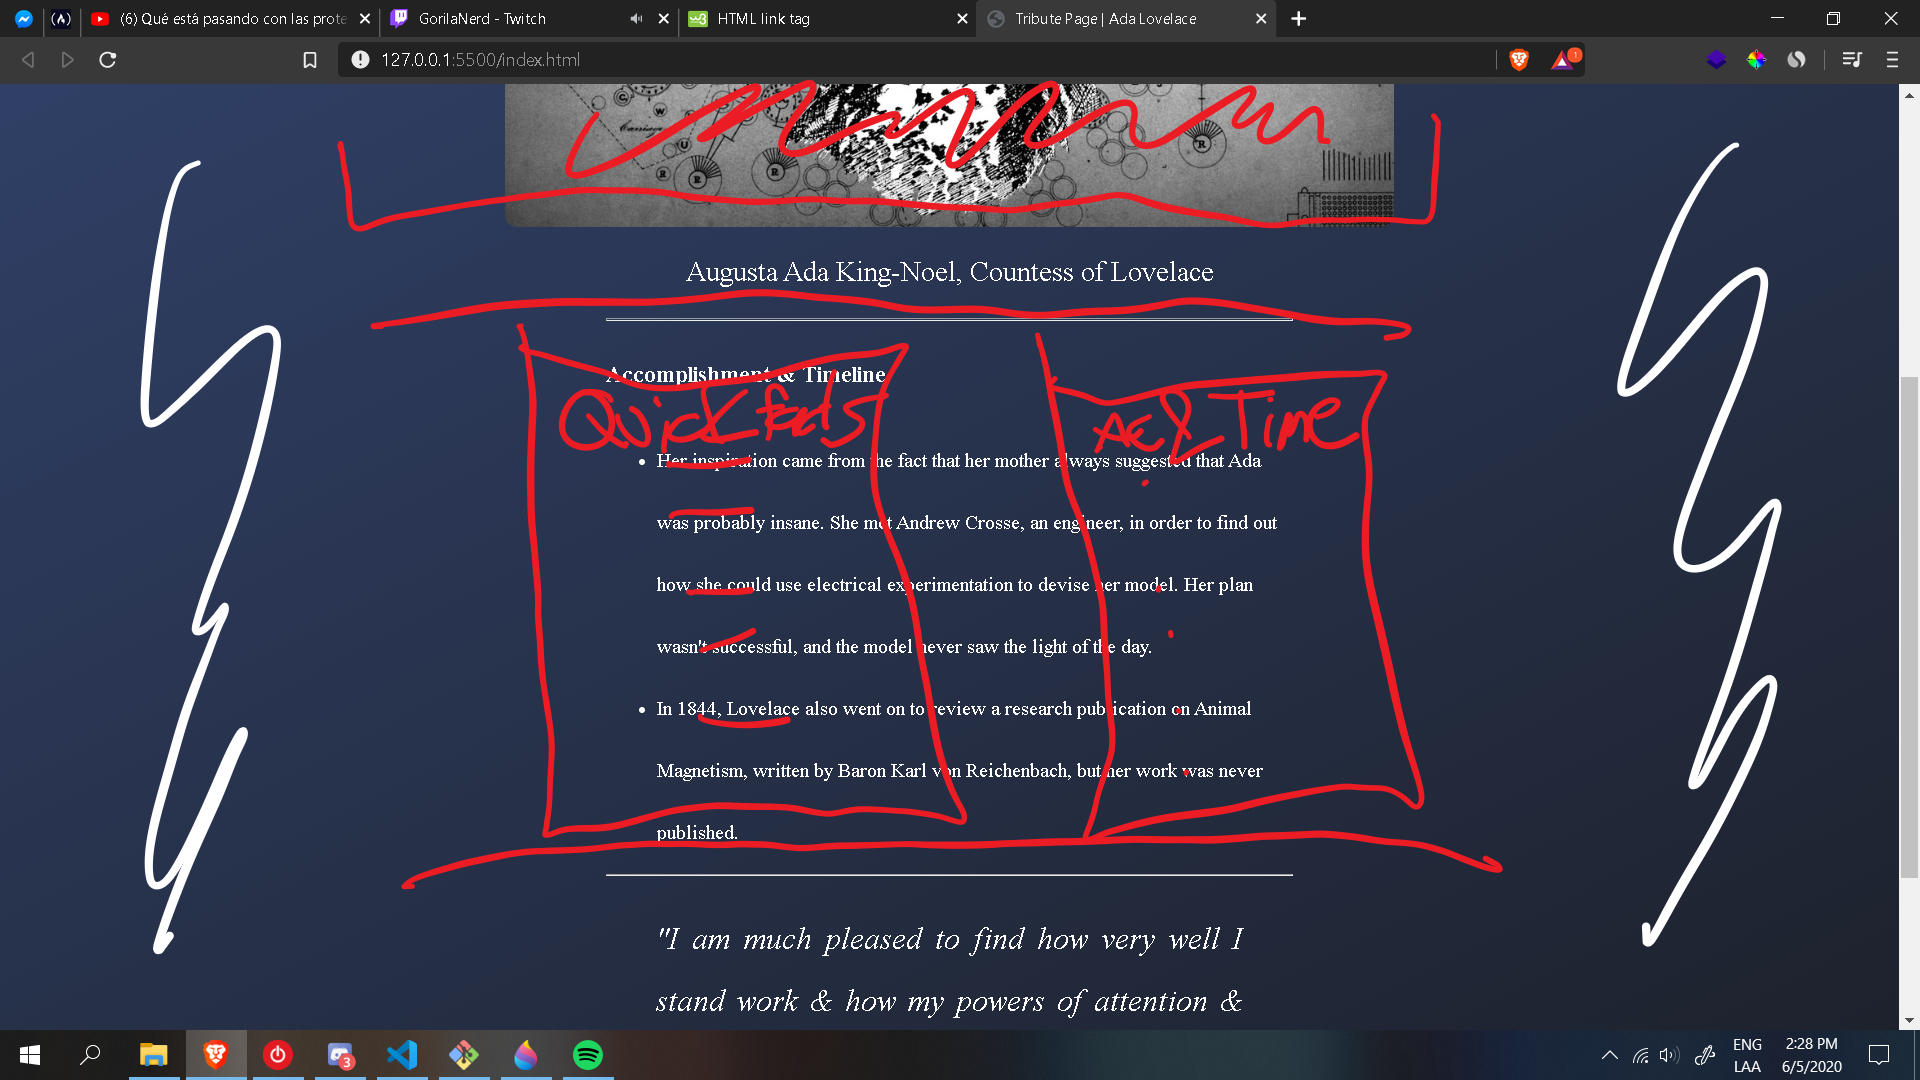 (6) Qué está pasando con las prote
GorilaNerd - Twitch
HTML link tag
Tribute Page | Ada Lovelace
127.0.0.1:5500/index.html
1
Augusta Ada King-Noel, Countess of Lovelace
Accomplishment & Timeline
Quick facts
AC & Time
Her inspiration came from the fact that her mother always suggested that Ada
was probably insane. She met Andrew Crosse, an engineer, in order to find out
how she could use electrical experimentation to devise her model. Her plan
wasn't successful, and the model never saw the light of the day.
In 1844, Lovelace also went on to review a research publication on Animal
Magnetism, written by Baron Karl von Reichenbach, but her work was never
published.
"I am much pleased to find how very well I
stand work & how my powers of attention &
3
ENG
LAA
2:28 PM
6/5/2020